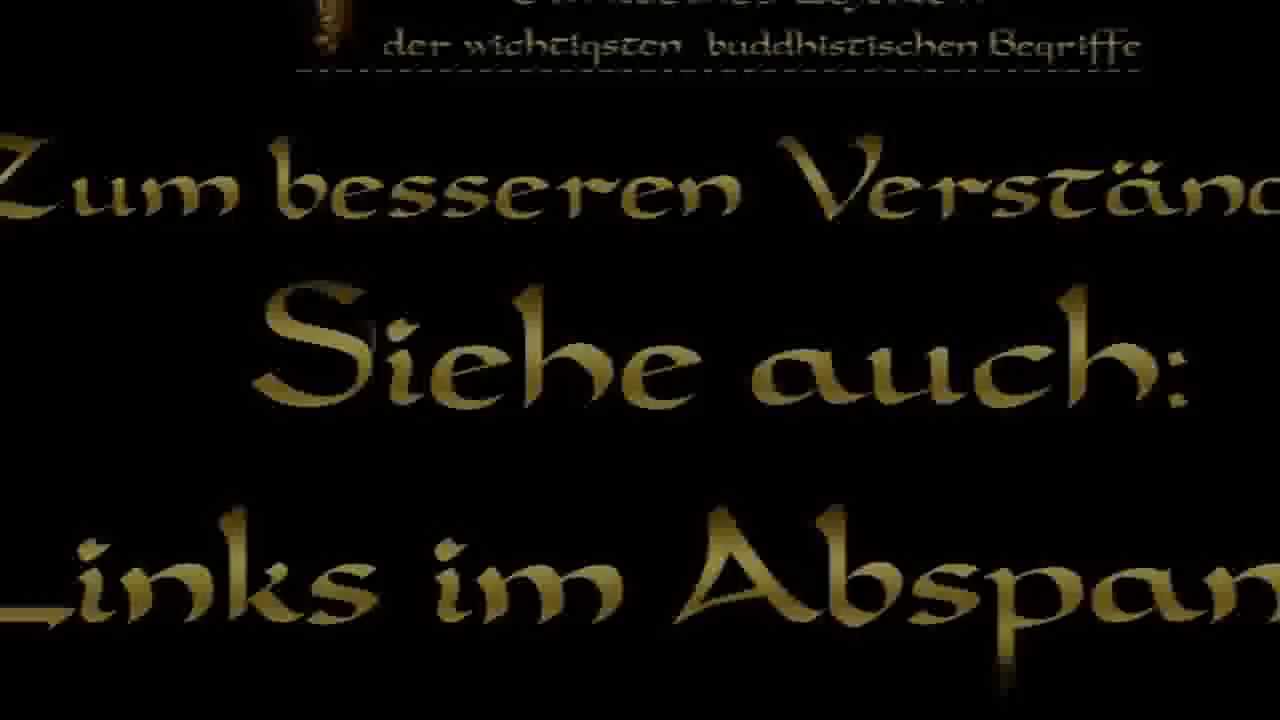 der wichtigsten buddhistischen Begriffe
Zum besseren Verständ
Siehe auch:
Links im Abspan